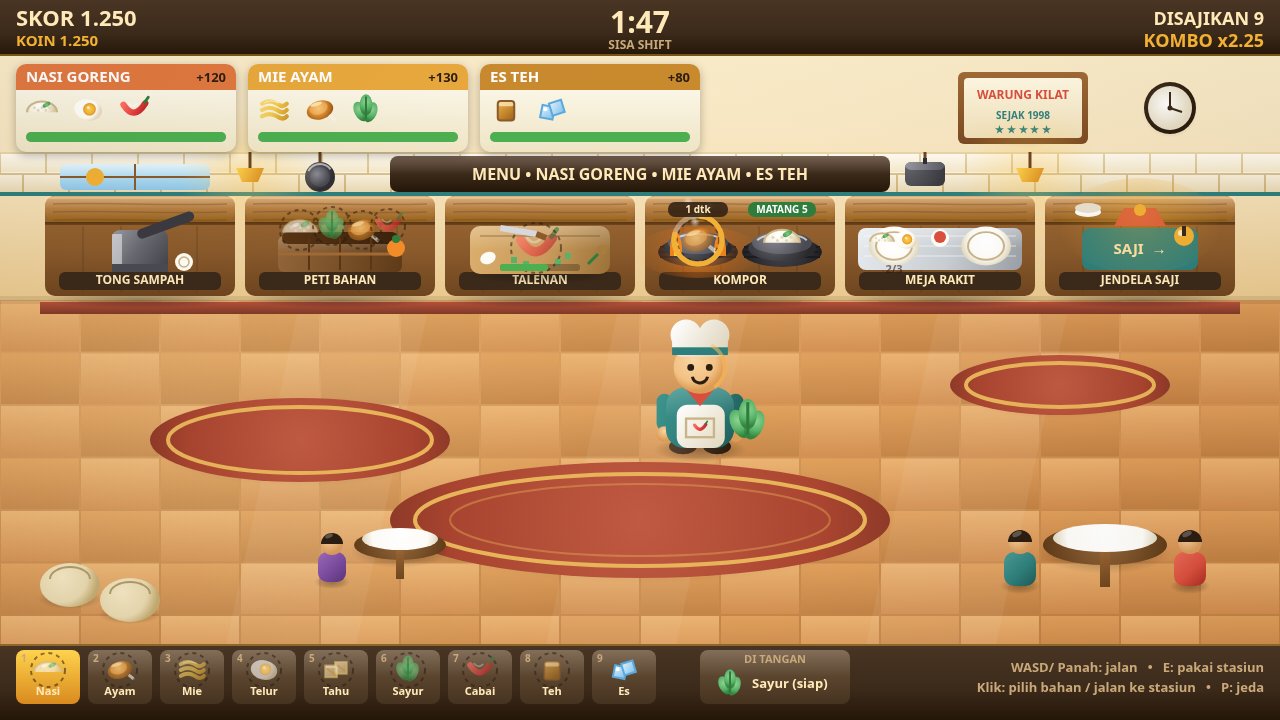 SKOR 1.250
KOIN 1.250
1:47
SISA SHIFT
DISAJIKAN 9
KOMBO x2.25
NASI GORENG +120
MIE AYAM +130
ES TEH +80
WARUNG KILAT
SEJAK 1998
★★★★★
MENU • NASI GORENG • MIE AYAM • ES TEH
1 dtk
MATANG 5
SAJI →
2/3
TONG SAMPAH
PETI BAHAN
TALENAN
KOMPOR
MEJA RAKIT
JENDELA SAJI
1 Nasi
2 Ayam
3 Mie
4 Telur
5 Tahu
6 Sayur
7 Cabai
8 Teh
9 Es
DI TANGAN
Sayur (siap)
WASD/ Panah: jalan • E: pakai stasiun
Klik: pilih bahan / jalan ke stasiun • P: jeda